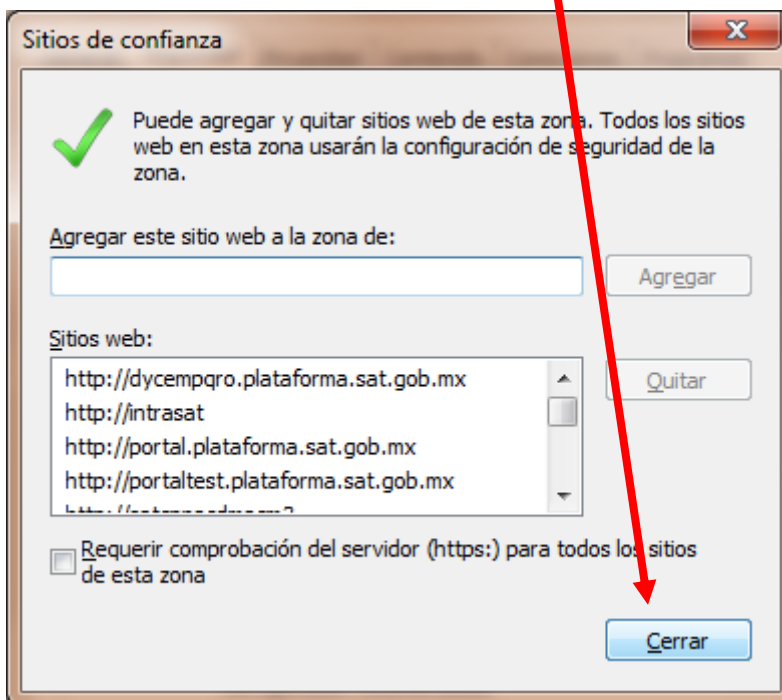 Sitios de confianza
Puede agregar y quitar sitios web de esta zona. Todos los sitios
web en esta zona usarán la configuración de seguridad de la
zona.
Agregar este sitio web a la zona de:
Agregar
Sitios web:
http://dycempqro.plataforma.sat.gob.mx
Quitar
http://intrasat
http://portal.plataforma.sat.gob.mx
http://portaltest.plataforma.sat.gob.mx
Requerir comprobación del servidor (https:) para todos los sitios
de esta zona
Cerrar